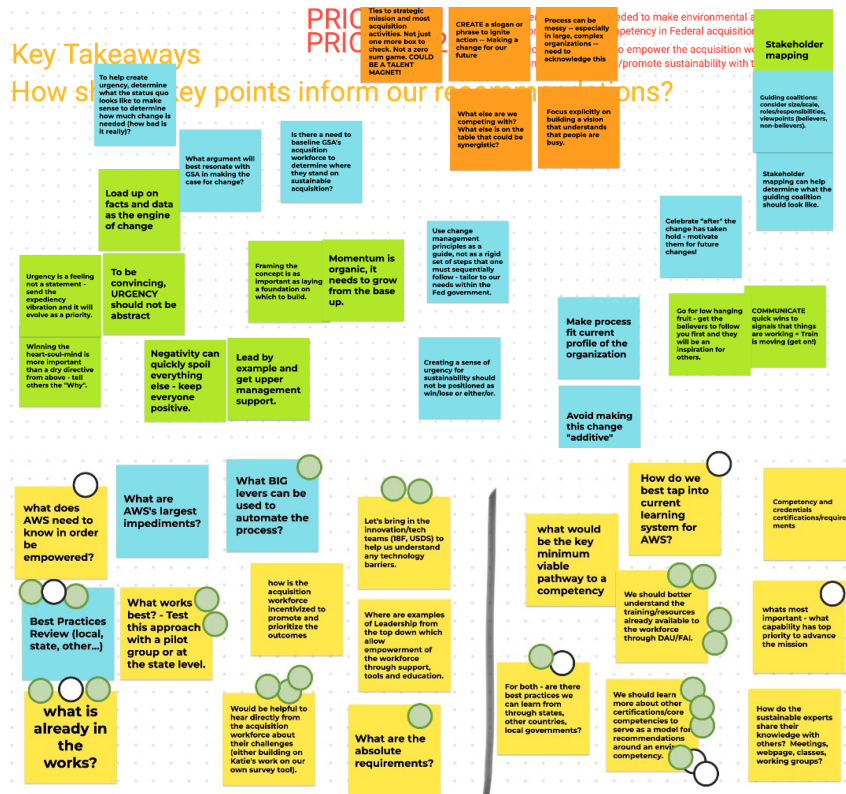 PRIO
PRIO
eded to make environmental a
mpetency in Federal acquisition
to empower the acquisition wo
/promote sustainability with t
Key Takeaways
How sh key points inform our recommendations?
Ties to strategic
mission and most
acquisition
activities. Not just
one more box to
check. Not a zero
sum game. COULD
BE A TALENT
MAGNET!
CREATE a slogan or
phrase to ignite
action -- Making a
change for our
future
Process can be
messy -- especially
in large, complex
organizations --
need to
acknowledge this
Stakeholder
mapping
To help create
urgency, determine
what the status quo
looks like to make
sense to determine
how much change is
needed (how bad is
it really)?
What argument will
best resonate with
GSA in making the
case for change?
Is there a need to
baseline GSA's
acqusition
workforce to
determine where
they stand on
sustainable
acquisition?
What else are we
competing with?
What else is on the
table that could be
synergistic?
Focus explicitly on
building a vision that
understands that
people are
busy.
Guiding coalitions:
consider size/scale,
roles/responsibilities,
viewpoints (believers,
non-believers).
Stakeholder
mapping can help
determine what the
guiding coalition
should look like.
Load up on
facts and data
as the engine
of change
Urgency is a feeling
not a statement -
send the
expediency
vibration and it will
evolve as a priority.
To be
convincing,
URGENCY
should not be
abstract
Framing the
concept is as
important as laying
a foundation on
which to build.
Momentum is
organic, it
needs to grow
from the base
up.
Use change
management
principles as a
guide, not as a rigid
set of steps that one
must sequentially
follow - tailor to our
needs within the
Fed government.
Celebrate "after" the
change has taken
hold - motivate
them for future
changes!
Winning the
heart-soul-mind is
more important
than a dry directive
from above - tell
others the "Why".
Negativity can
quickly spoil
everything
else - keep
everyone
positive.
Lead by
example and
get upper
management
support.
Creating a sense of
urgency for
sustainability should
not be positioned as
win/lose or either/or.
Make process
fit current
profile of the
organization
Avoid making
this change
"additive"
Go for low hanging
fruit - get the
believers to follow
you first and they
will be an
inspiration for
others.
COMMUNICATE
quick wins to
signals that things
are working + Train
is moving (get on!)
what does
AWS need to
know in order
be
empowered?
What are
AWS's largest
impediments?
What BIG
levers can be
used to
automate the
process?
Let's bring in the
innovation/tech
teams (18F, USDS) to
help us understand
any technology
barriers.
Best Practices
Review (local,
state, other...)
What works
best? - Test
this approach
with a pilot
group or at
the state level.
how is the
acquisition
workforce
incentivized to
promote and
prioritize the
outcomes
Where are examples
of Leadership from
the top down which
allow
empowerment of
the workforce
through support,
tools and education.
what is
already in
the
works?
Would be helpful to
hear directly from
the acquisition
workforce about
their challenges
(either building on
Katie's work on our
own survey tool).
What are the
absolute
requirements?
what would
be the key
minimum
viable
pathway to a
competency
How do we
best tap into
current
learning
system for
AWS?
Competency and
credentials
certifications/require
ments
We should better
understand the
training/resources
already available to
the workforce
through DAU/FAI.
whats most
important - what
capability has top
priority to advance
the mission
For both - are there
best practices we
can learn from
through states,
other countries,
local governments?
We should learn
more about other
certifications/core
competencies to
serve as a model for
recommendations
around an envir
competency.
How do the
sustainable experts
share their
knowledge with
others? Meetings,
webpage, classes,
working groups?